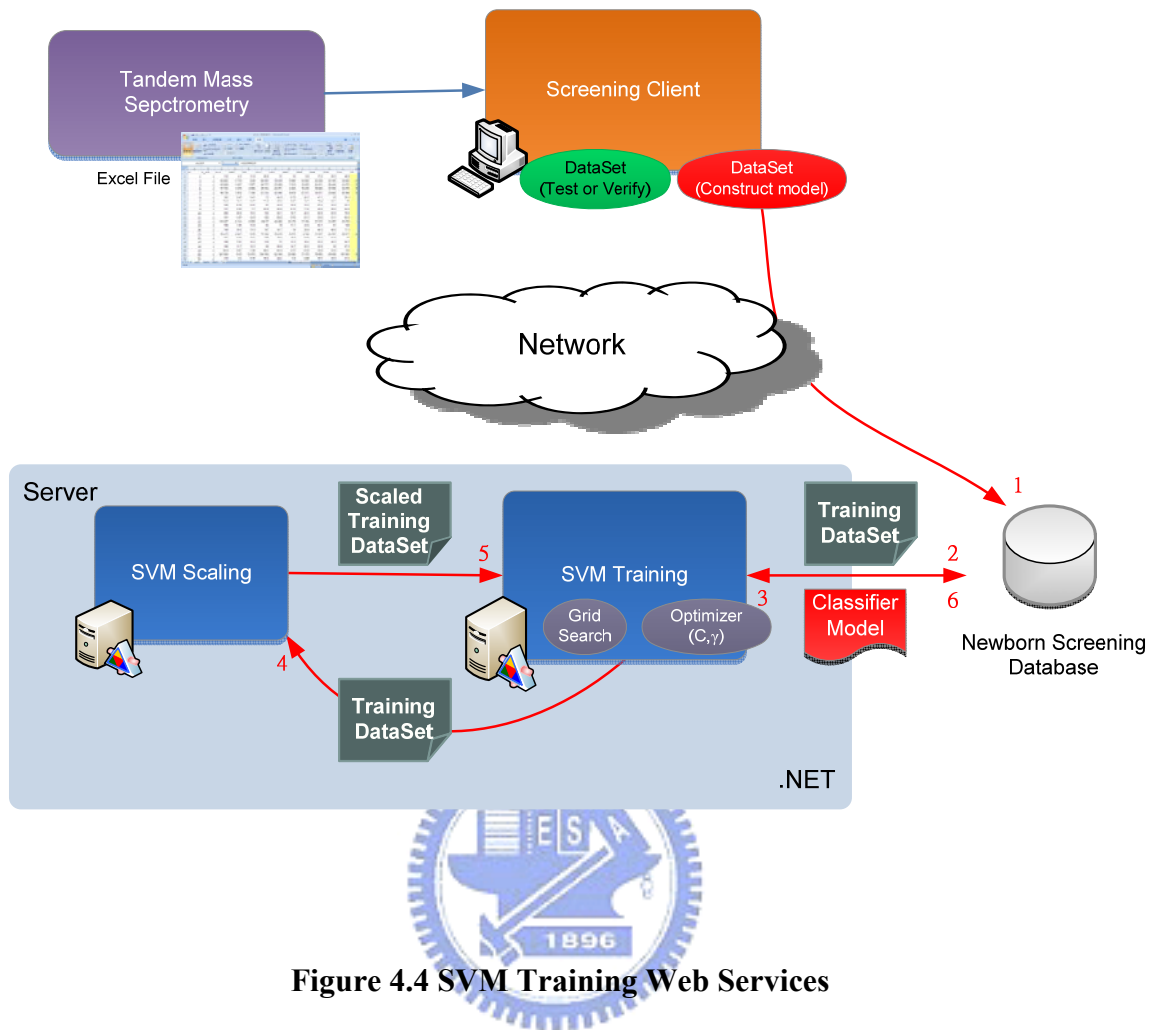 Tandem Mass
Sepctrometry
Screening Client
Excel File
DataSet
(Test or Verify)
DataSet
(Construct model)
Network
Server
Scaled
Training
DataSet
Training
DataSet
1
5
2
SVM Scaling
SVM Training
3
6
Grid
Search
Optimizer
(C,γ)
Classifier
Model
Newborn Screening
Database
4
Training
DataSet
.NET
E S A
1896
Figure 4.4 SVM Training Web Services